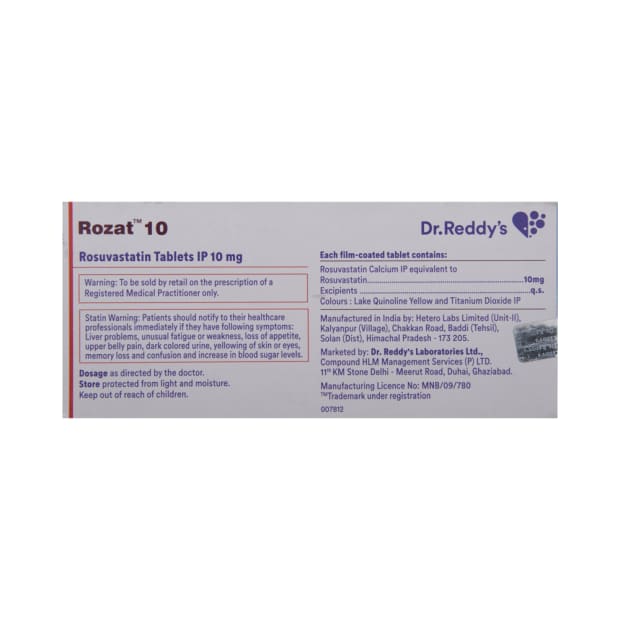 Rozat™ 10
Rosuvastatin Tablets IP 10 mg
Warning: To be sold by retail on the prescription of a
Registered Medical Practitioner only.
Statin Warning: Patients should notify to their healthcare
professionals immediately if they have following symptoms:
Liver problems, unusual fatigue or weakness, loss of appetite,
upper belly pain, dark colored urine, yellowing of skin or eyes,
memory loss and confusion and increase in blood sugar levels.
Dosage as directed by the doctor.
Store protected from light and moisture.
Keep out of reach of children.
Dr.Reddy's
Each film-coated tablet contains:
Rosuvastatin Calcium IP equivalent to
Rosuvastatin..........................................................10mg
Excipients ..............................................................q.s.
Colours : Lake Quinoline Yellow and Titanium Dioxide IP
Manufactured in India by: Hetero Labs Limited (Unit-II),
Kalyanpur (Village), Chakkan Road, Baddi (Tehsil),
Solan (Dist), Himachal Pradesh - 173 205.
Marketed by: Dr. Reddy's Laboratories Ltd.,
Compound HLM Management Services (P) LTD.
11th KM Stone Delhi - Meerut Road, Duhai, Ghaziabad.
Manufacturing Licence No: MNB/09/780
™Trademark under registration
007812